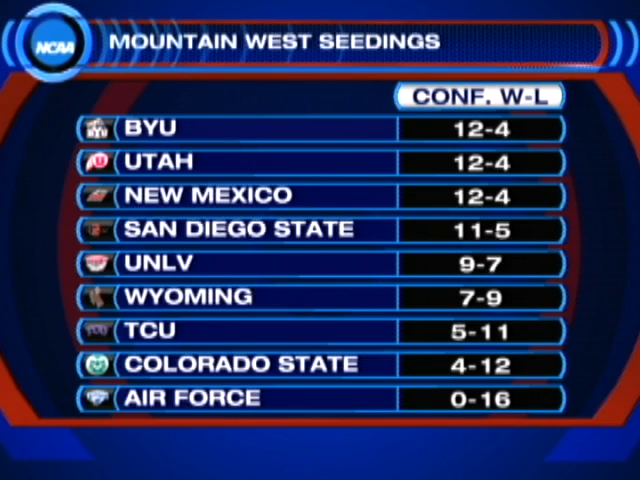 NCAA
MOUNTAIN WEST SEEDINGS
CONF. W-L
BYU 12-4
UTAH 12-4
NEW MEXICO 12-4
SAN DIEGO STATE 11-5
UNLV 9-7
WYOMING 7-9
TCU 5-11
COLORADO STATE 4-12
AIR FORCE 0-16